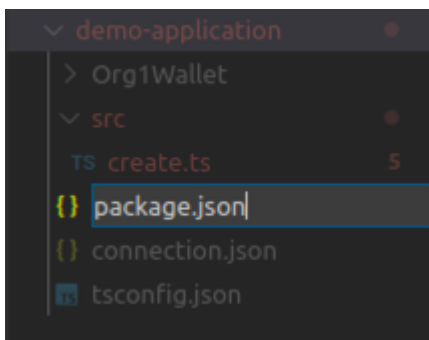 demo-application
Org1Wallet
src
TS create.ts 5
{} package.json
{} connection.json
TS tsconfig.json